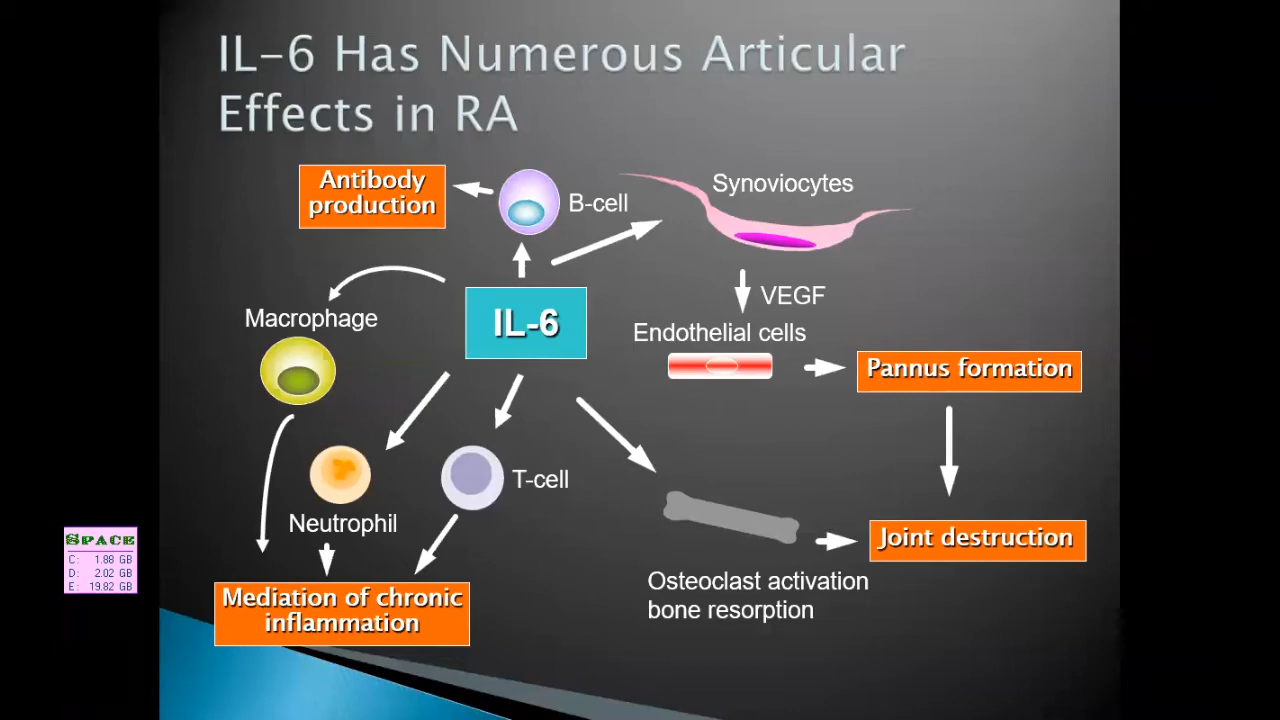 IL-6 Has Numerous Articular
Effects in RA
Antibody
production
B-cell
Synoviocytes
Macrophage
IL-6
VEGF
Endothelial cells
Pannus formation
T-cell
Neutrophil
Joint destruction
Osteoclast activation
bone resorption
Mediation of chronic
inflammation
SPACE
C: 1.88 GB
D: 2.02 GB
E: 19.82 GB